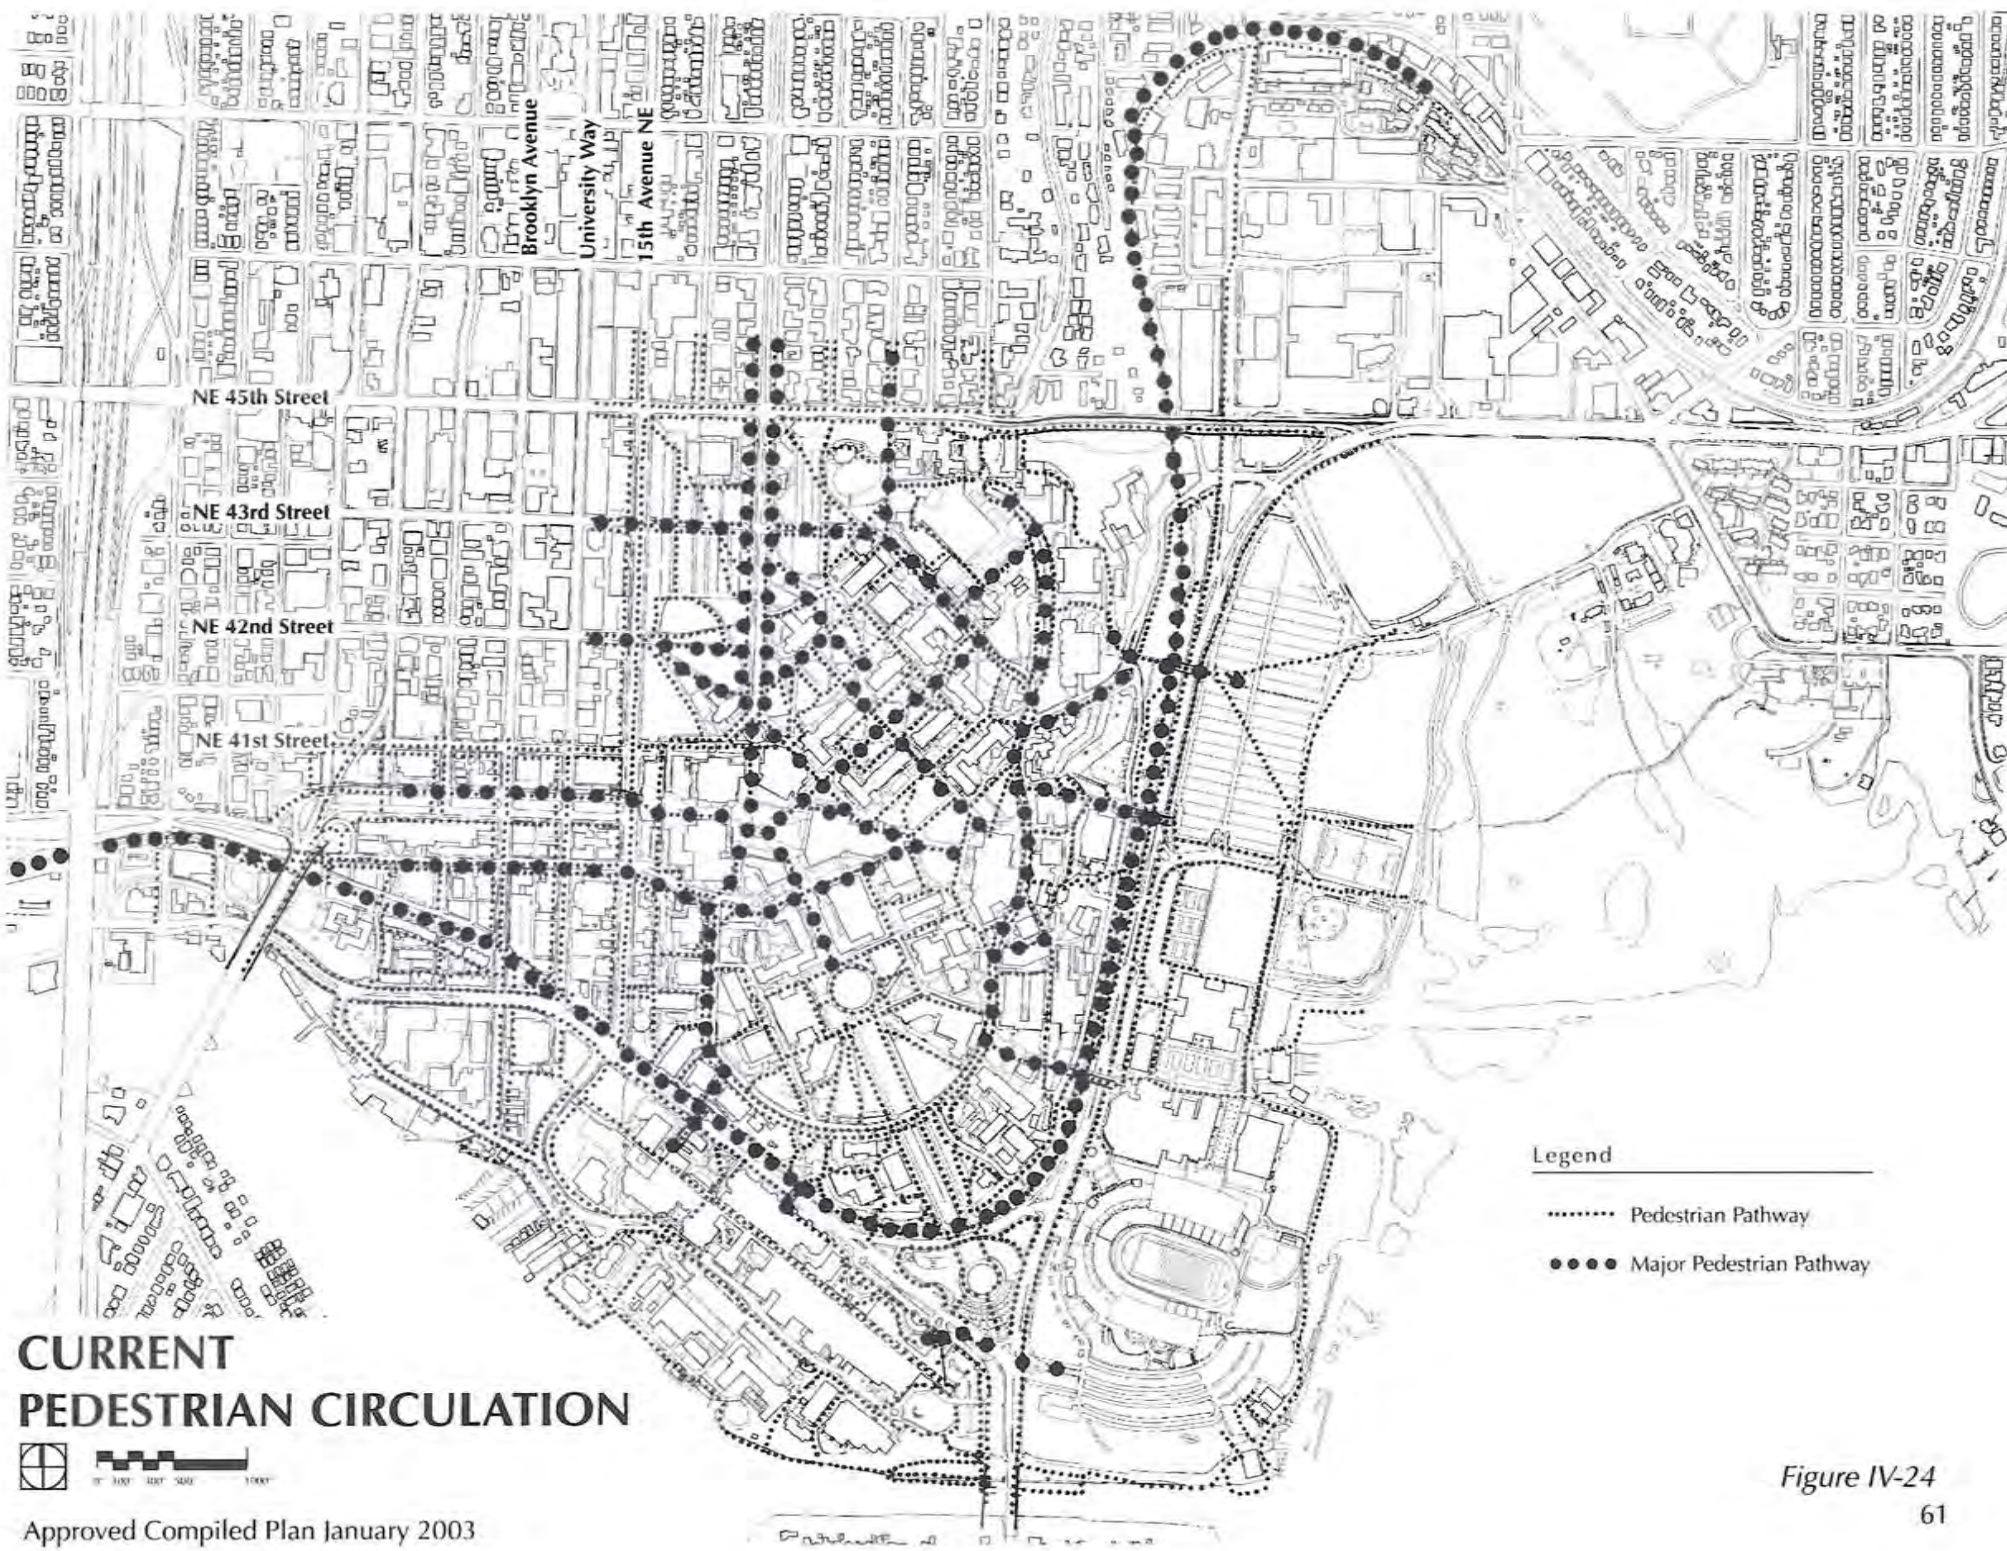 Brooklyn Avenue
University Way
15th Avenue NE
NE 45th Street
NE 43rd Street
NE 42nd Street
NE 41st Street
Legend
Pedestrian Pathway
Major Pedestrian Pathway
CURRENT
PEDESTRIAN CIRCULATION
1000'
Approved Compiled Plan January 2003
Figure IV-24
61